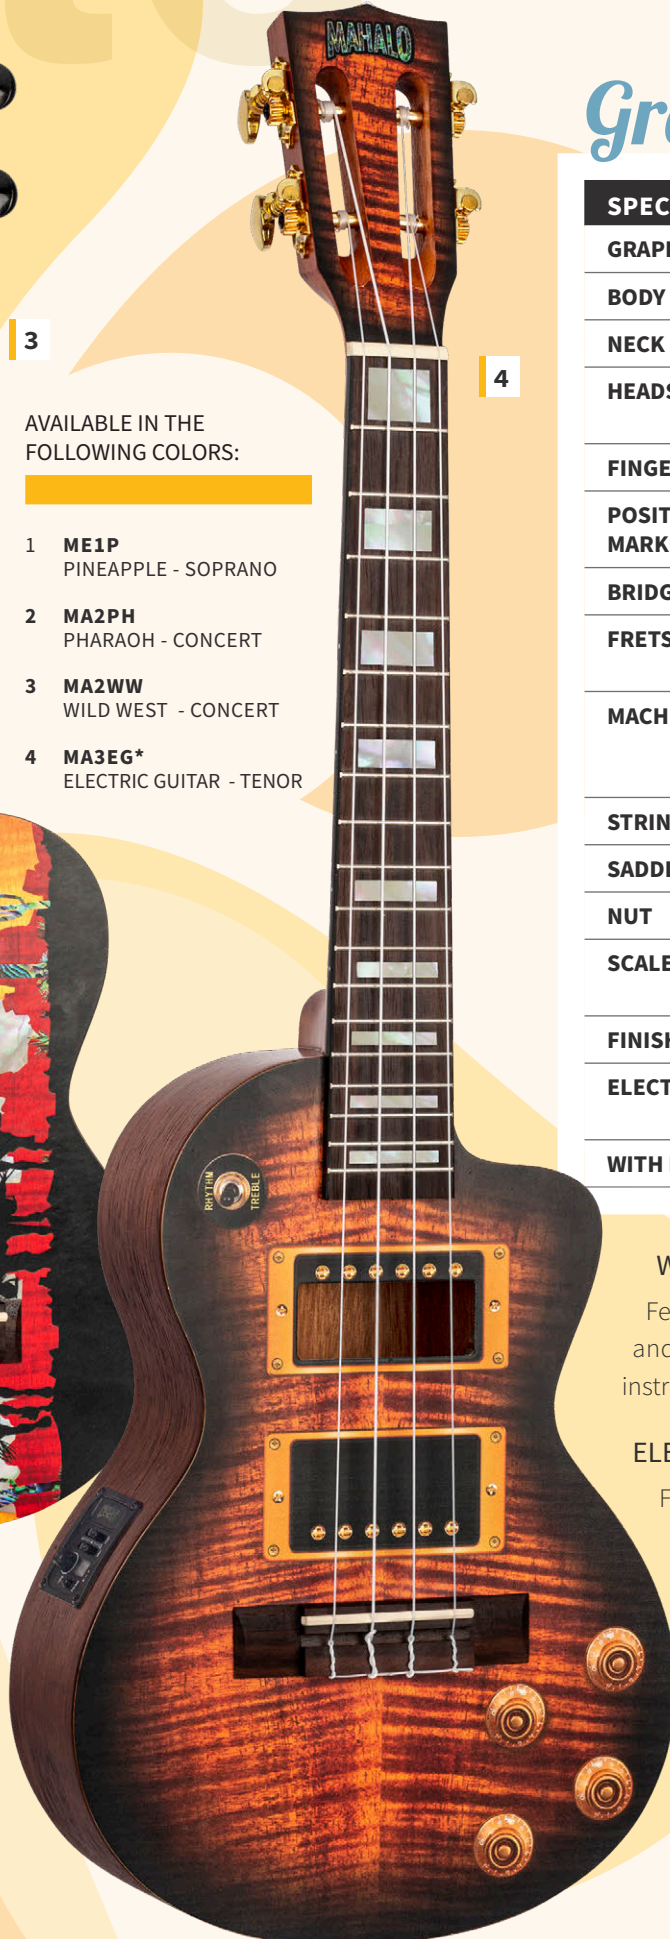 MAHALO
Gr
SPEC
GRAP
BODY
NECK
HEADS
FINGE
POSIT
MARK
BRIDG
FRETS
MACH
STRIN
SADD
NUT
SCALE
FINISH
ELECT
WITH
3
4
AVAILABLE IN THE
FOLLOWING COLORS:
1 ME1P
PINEAPPLE - SOPRANO
2 MA2PH
PHARAOH - CONCERT
3 MA2WW
WILD WEST - CONCERT
4 MA3EG*
ELECTRIC GUITAR - TENOR
RHYTHM
TREBLE
W
Fe
and
instr
ELE
F